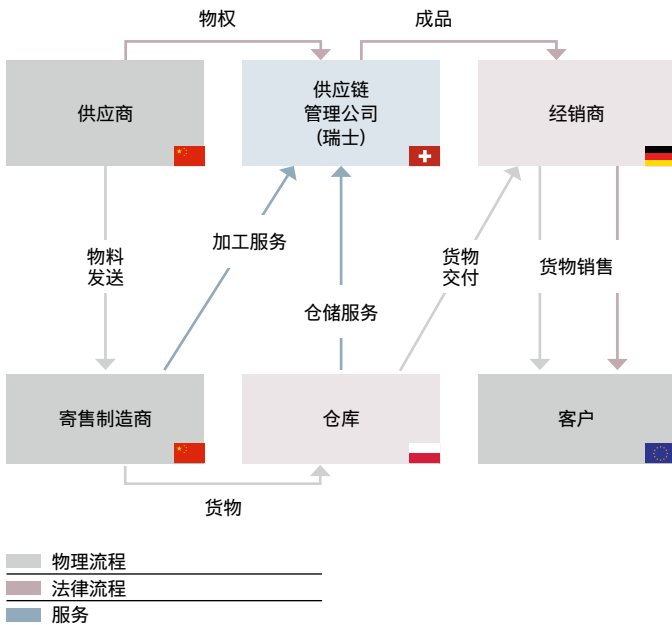 物权
成品
供应商
供应链
管理公司
(瑞士)
经销商
物料
发送
加工服务
仓储服务
货物
交付
货物销售
寄售制造商
仓库
客户
货物
物理流程
法律流程
服务